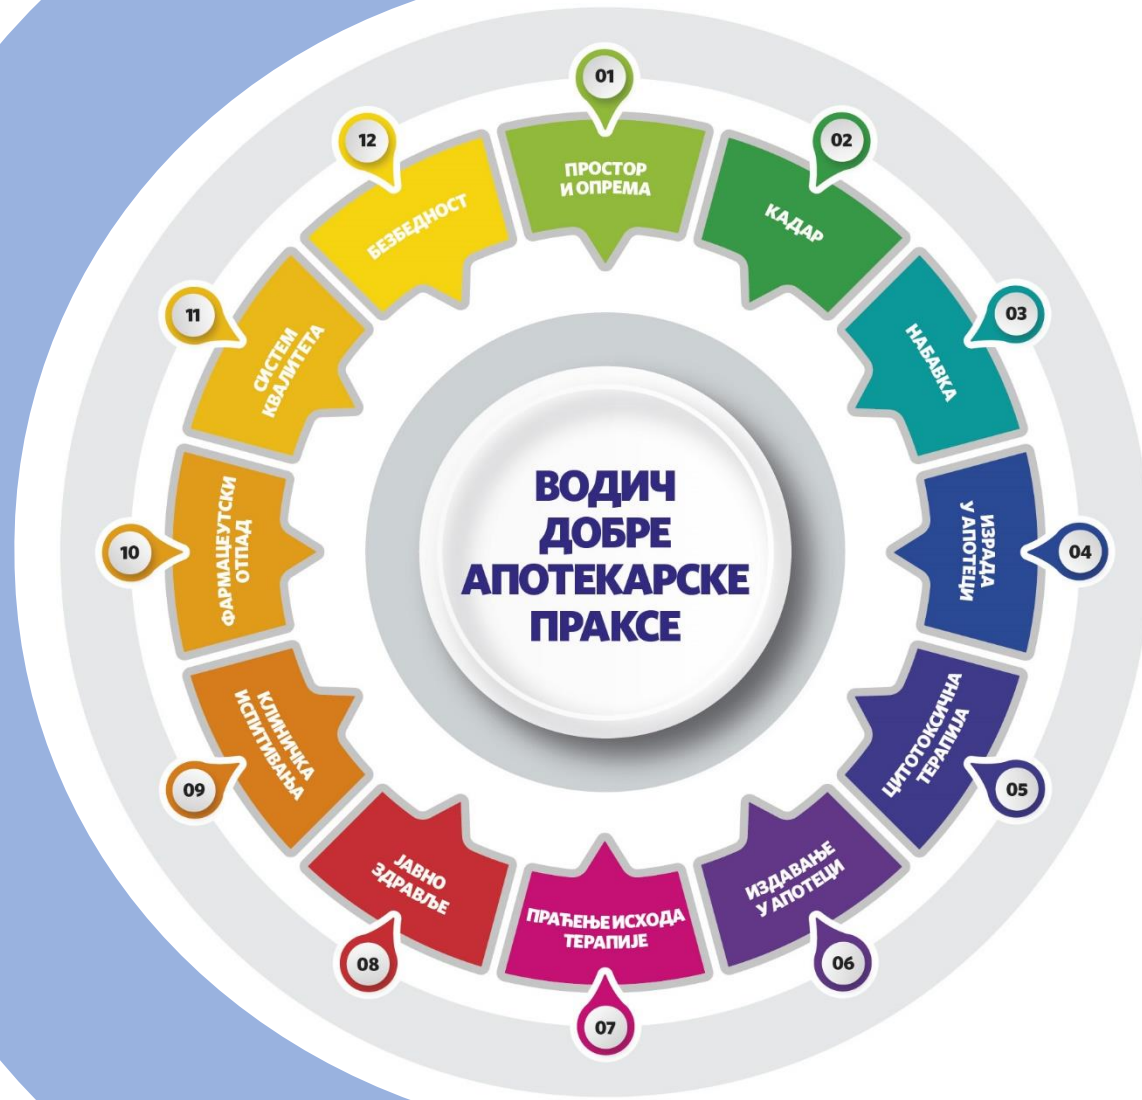 01
ПРОСТОР
И ОПРЕМА
02
КАДАР
03
НАБАВКА
04
ИЗРАДА
У АПОТЕЦИ
05
ЦИТОТОКСИЧНА
ТЕРАПИЈА
06
ИЗДАВАЊЕ
У АПОТЕЦИ
07
ПРАЋЕЊЕ ИСХОДА
ТЕРАПИЈЕ
08
ЈАВНО
ЗДРАВЉЕ
09
КЛИНИЧКА
ИСПИТИВАЊА
10
ФАРМАЦЕУТСКИ
ОТПАД
11
СИСТЕМ
КВАЛИТЕТА
12
БЕЗБЕДНОСТ
ВОДИЧ
ДОБРЕ
АПОТЕКАРСКЕ
ПРАКСЕ